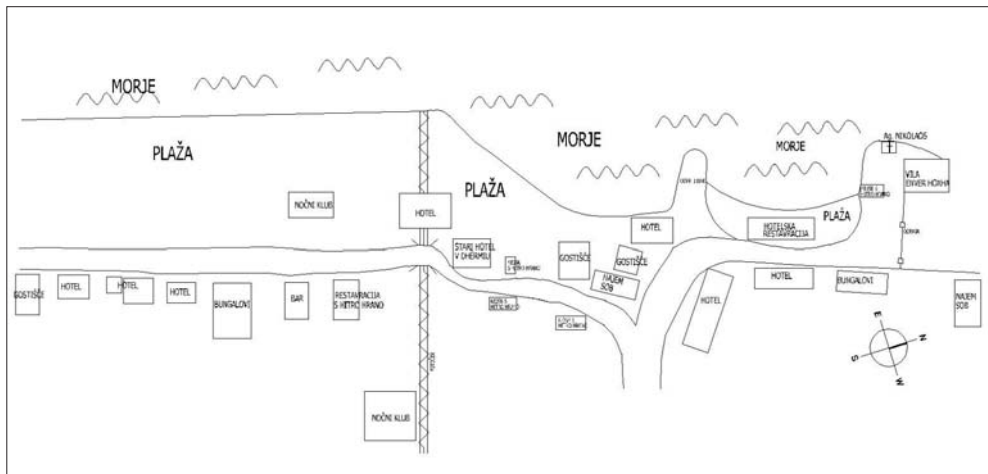 MORJE
PLAŽA
MORJE
PLAŽA
MORJE
PLAŽA
Ag. NIKOLAOS
VILA
ENVER HOXHA
NOČNI KLUB
HOTEL
STARI HOTEL
V DHERMIU
GOSTIŠČE
GOSTIŠČE
NAJEM
SOB
HOTEL
HOTELSKA
RESTAVRACIJA
GOSTIŠČE
HOTEL
HOTEL
HOTEL
BUNGALOVI
BAR
RESTAVRACIJA
S HITRO HRANO
HOTEL
HOTEL
BUNGALOVI
NAJEM
SOB
NOČNI KLUB
E
N
S
W